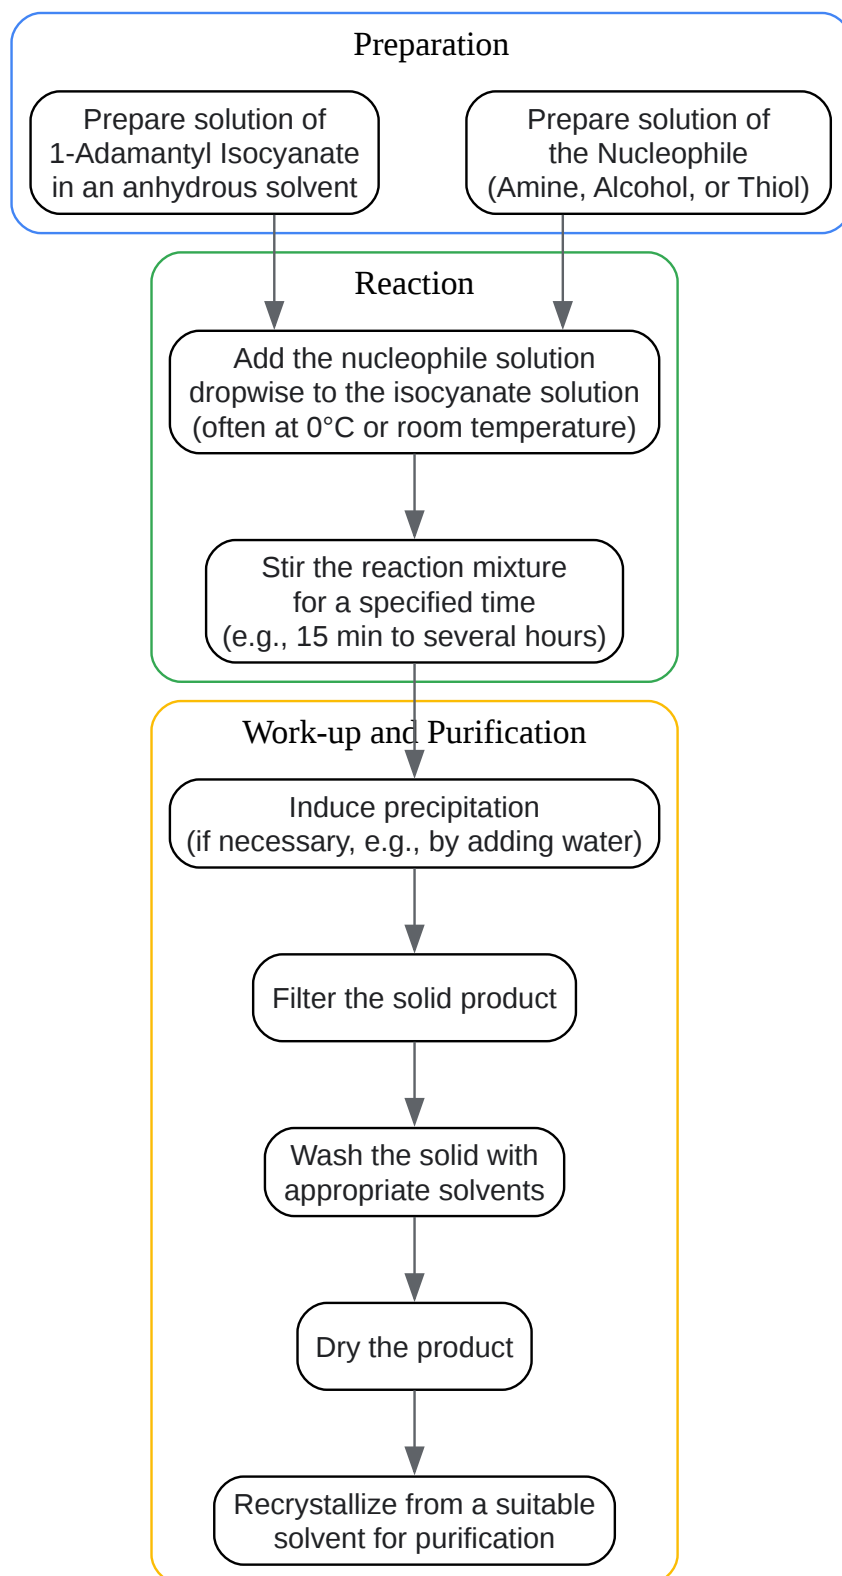 Preparation
Prepare solution of
1-Adamantyl Isocyanate
in an anhydrous solvent
Prepare solution of
the Nucleophile
(Amine, Alcohol, or Thiol)
Reaction
Add the nucleophile solution
dropwise to the isocyanate solution
(often at 0°C or room temperature)
Stir the reaction mixture
for a specified time
(e.g., 15 min to several hours)
Work-up and Purification
Induce precipitation
(if necessary, e.g., by adding water)
Filter the solid product
Wash the solid with
appropriate solvents
Dry the product
Recrystallize from a suitable
solvent for purification